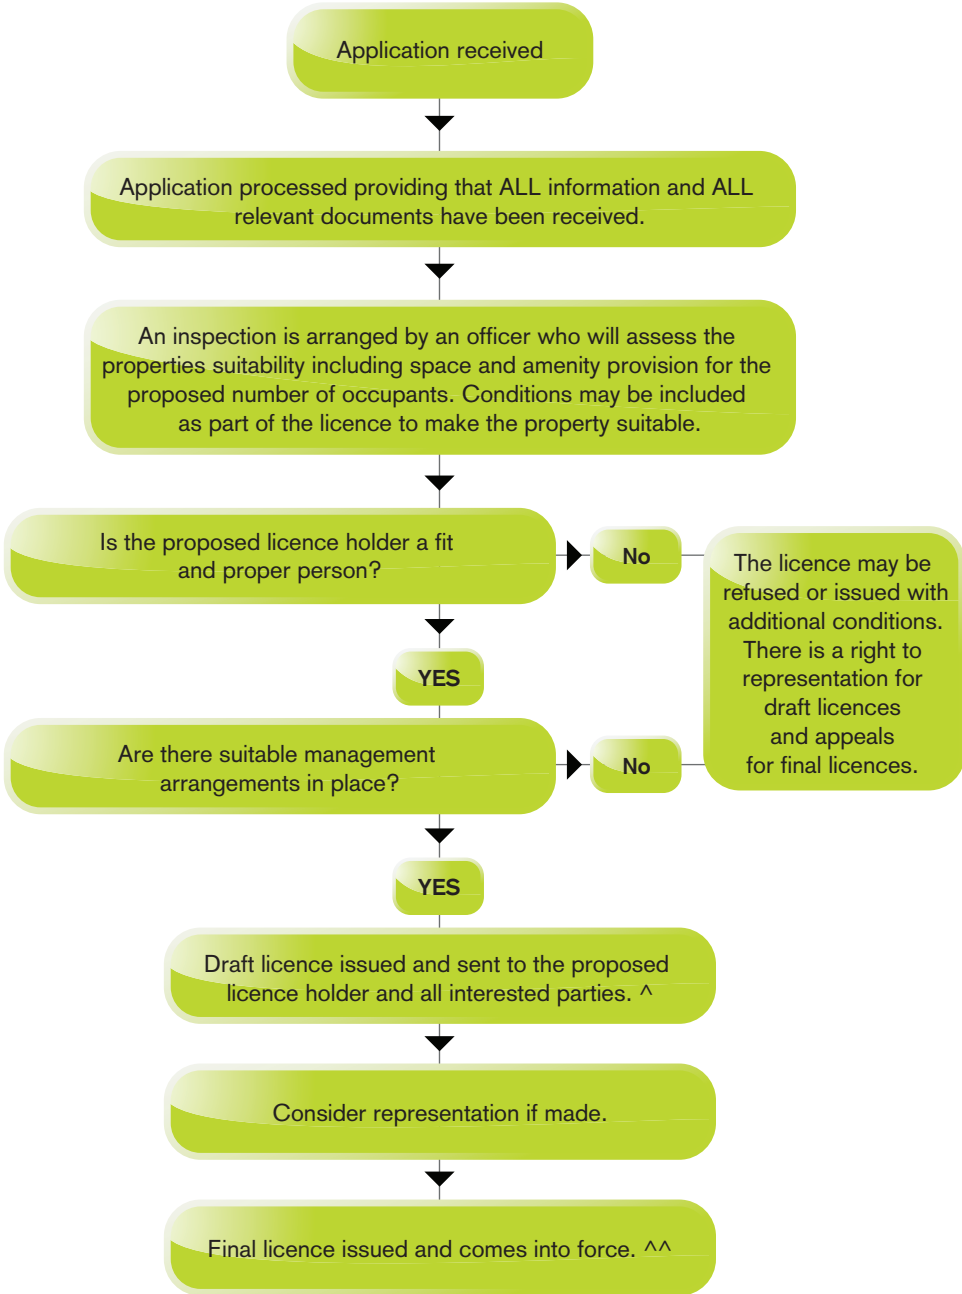 Application received
Application processed providing that ALL information and ALL
relevant documents have been received.
An inspection is arranged by an officer who will assess the
properties suitability including space and amenity provision for the
proposed number of occupants. Conditions may be included
as part of the licence to make the property suitable.
Is the proposed licence holder a fit
and proper person?
No
The licence may be
refused or issued with
additional conditions.
There is a right to
representation for
draft licences
and appeals
for final licences.
YES
Are there suitable management
arrangements in place?
No
YES
Draft licence issued and sent to the proposed
licence holder and all interested parties. ^
Consider representation if made.
Final licence issued and comes into force. ^^